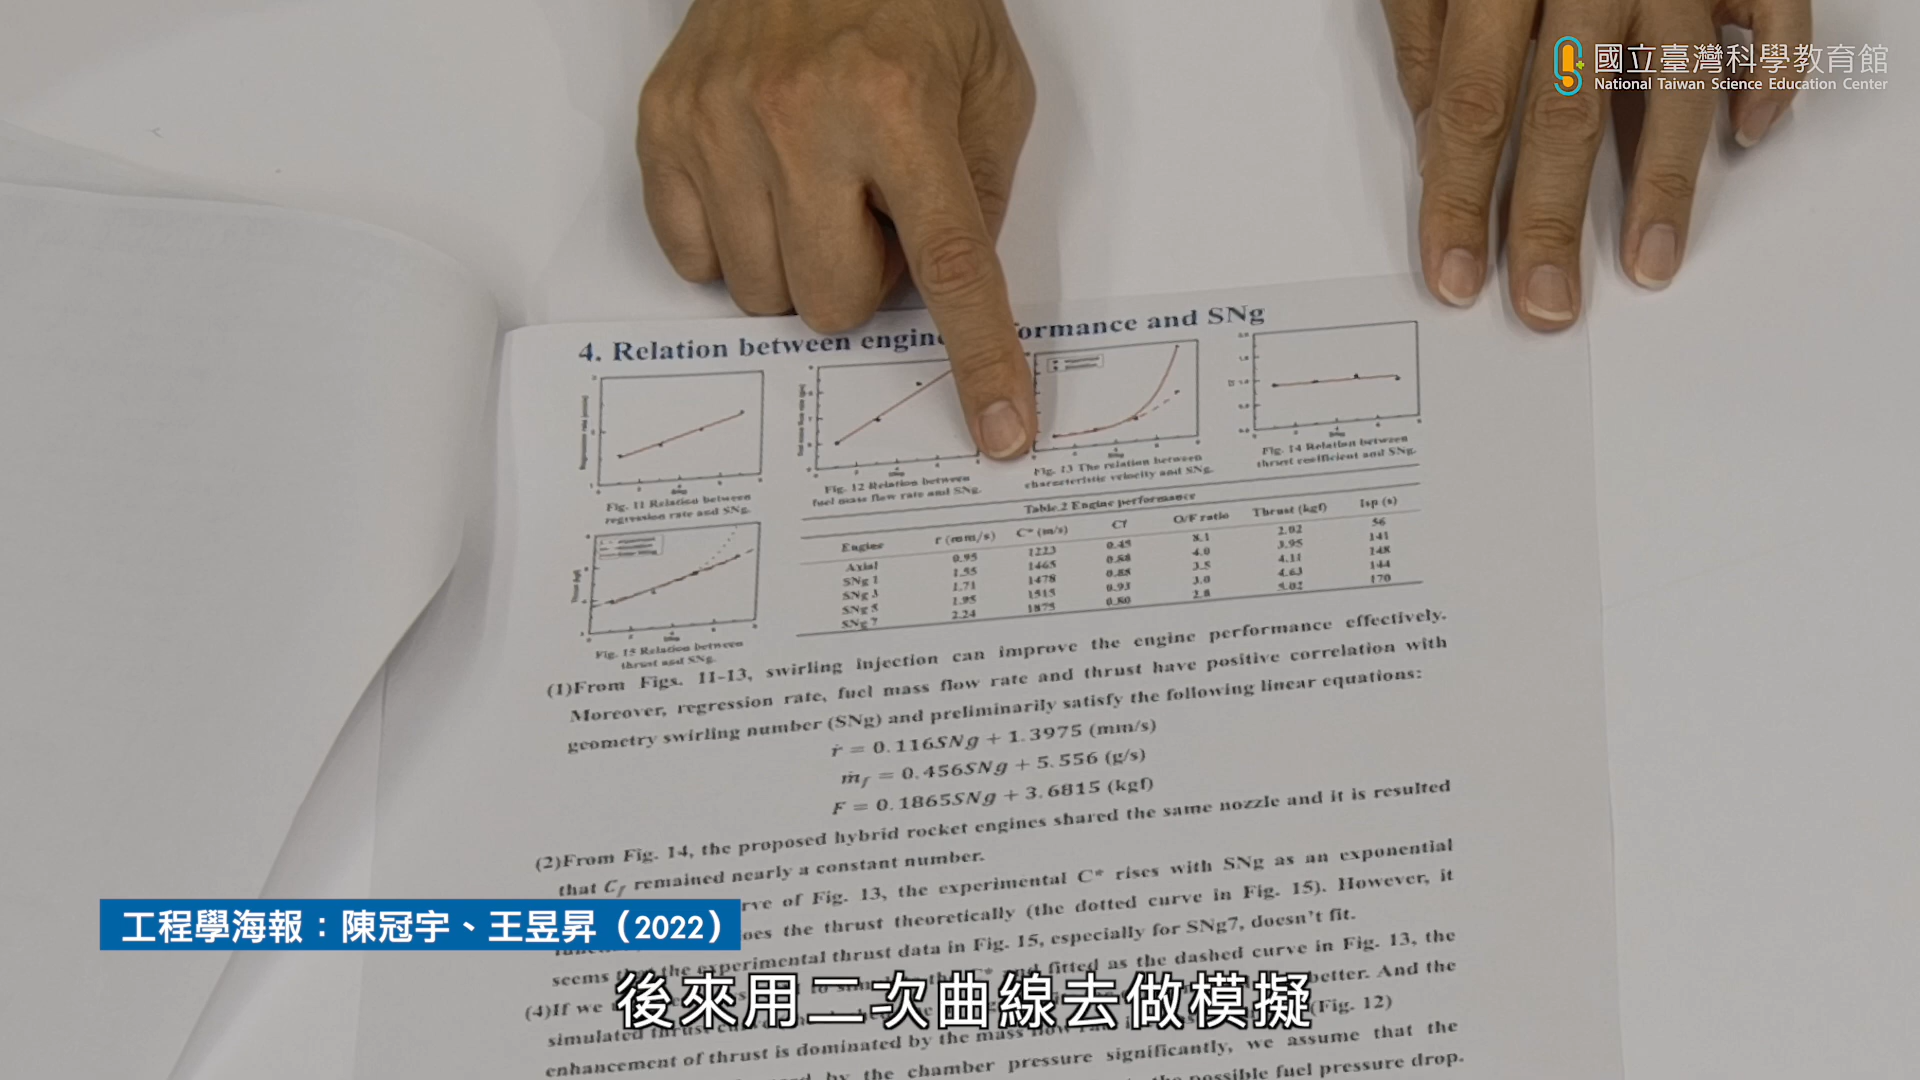 國立臺灣科學教育館
National Taiwan Science Education Center
4. Relation between engin ormance and SNg
Fig. 11 Relation between
regression rate and SNg.
Fig. 12 Relation between
fuel mass flow rate and SNg.
Fig. 13 The relation between
characteristic velocity and SNg.
Fig. 14 Relation between
thrust coefficient and SNg.
Fig. 15 Relation between
thrust and SNg.
Table.2 Engine performance
Engine r (mm/s) C* (m/s) Cf O/F ratio Thrust (kgf) Isp (s)
Axial 0.95 1223 0.45 8.1 2.02 56
SNg 1 1.55 1465 0.88 4.0 3.95 141
SNg 3 1.71 1478 0.88 3.5 4.11 148
SNg 5 1.95 1515 0.93 3.0 4.63 144
SNg 7 2.24 1875 0.80 2.8 5.02 170
(1)From Figs. 11-13, swirling injection can improve the engine performance effectively.
Moreover, regression rate, fuel mass flow rate and thrust have positive correlation with
geometry swirling number (SNg) and preliminarily satisfy the following linear equations:
ṙ = 0.116SNg + 1.3975 (mm/s)
ṁf = 0.456SNg + 5.556 (g/s)
F = 0.1865SNg + 3.6815 (kgf)
(2)From Fig. 14, the proposed hybrid rocket engines shared the same nozzle and it is resulted
that Cf remained nearly a constant number.
rve of Fig. 13, the experimental C* rises with SNg as an exponential
oes the thrust theoretically (the dotted curve in Fig. 15). However, it
seems the experimental thrust data in Fig. 15, especially for SNg7, doesn't fit.
(4)If we fitted as the dashed curve in Fig. 13, the
simulated better. And the
enhancement of thrust is dominated by the mass flow (Fig. 12)
by the chamber pressure significantly, we assume that the
possible fuel pressure drop.
工程學海報：陳冠宇、王昱昇（2022）
後來用二次曲線去做模擬